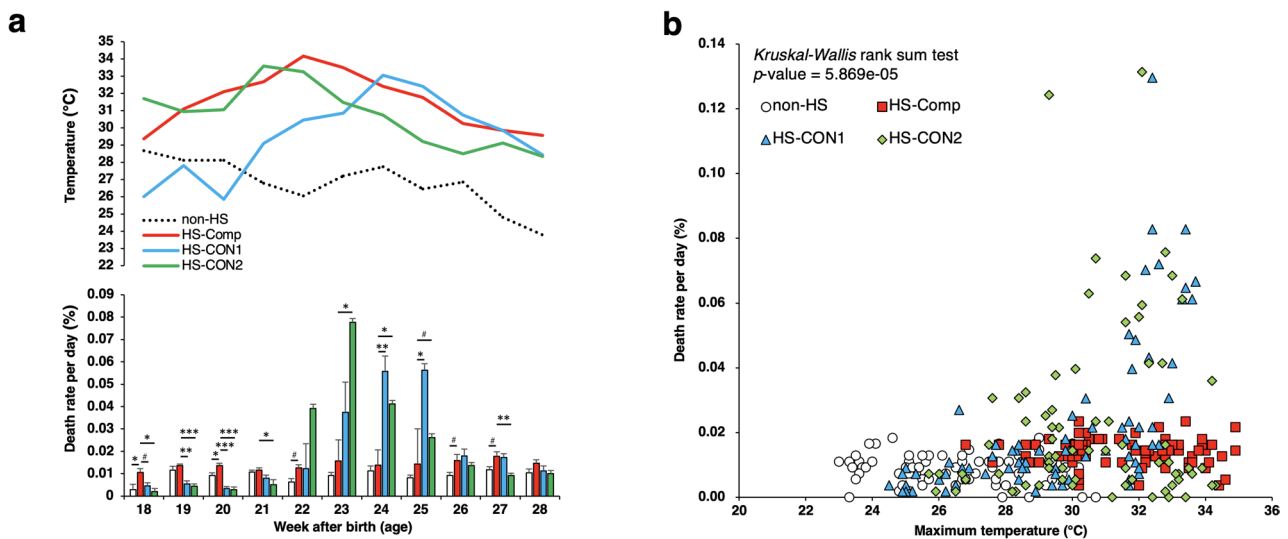 a
35
34
33
32
31
30
29
28
27
26
25
24
23
22
Temperature (°C)
non-HS
HS-Comp
HS-CON1
HS-CON2
0.09
0.08
0.07
0.06
0.05
0.04
0.03
0.02
0.01
0
Death rate per day (%)
* # *
** ***
* *** ***
*
#
*
** *
* #
#
# **
18 19 20 21 22 23 24 25 26 27 28
Week after birth (age)
b
0.14
0.12
0.10
0.08
0.06
0.04
0.02
0.00
Death rate per day (%)
Kruskal-Wallis rank sum test
p-value = 5.869e-05
non-HS HS-Comp
HS-CON1 HS-CON2
20 22 24 26 28 30 32 34 36
Maximum temperature (°C)